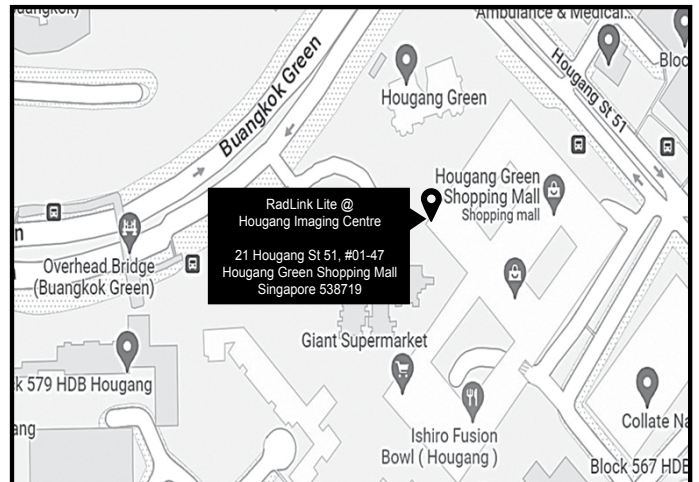 uangkok)
Ambulance & Medical...
Buangkok Green
Hougang St 51
Bloc
Hougang Green
Hougang Green
Shopping Mall
Shopping mall
RadLink Lite @
Hougang Imaging Centre
21 Hougang St 51, #01-47
Hougang Green Shopping Mall
Singapore 538719
n
Overhead Bridge
(Buangkok Green)
Giant Supermarket
k 579 HDB Hougang
ang
Ishiro Fusion
Bowl ( Hougang )
Collate Na
Block 567 HDB